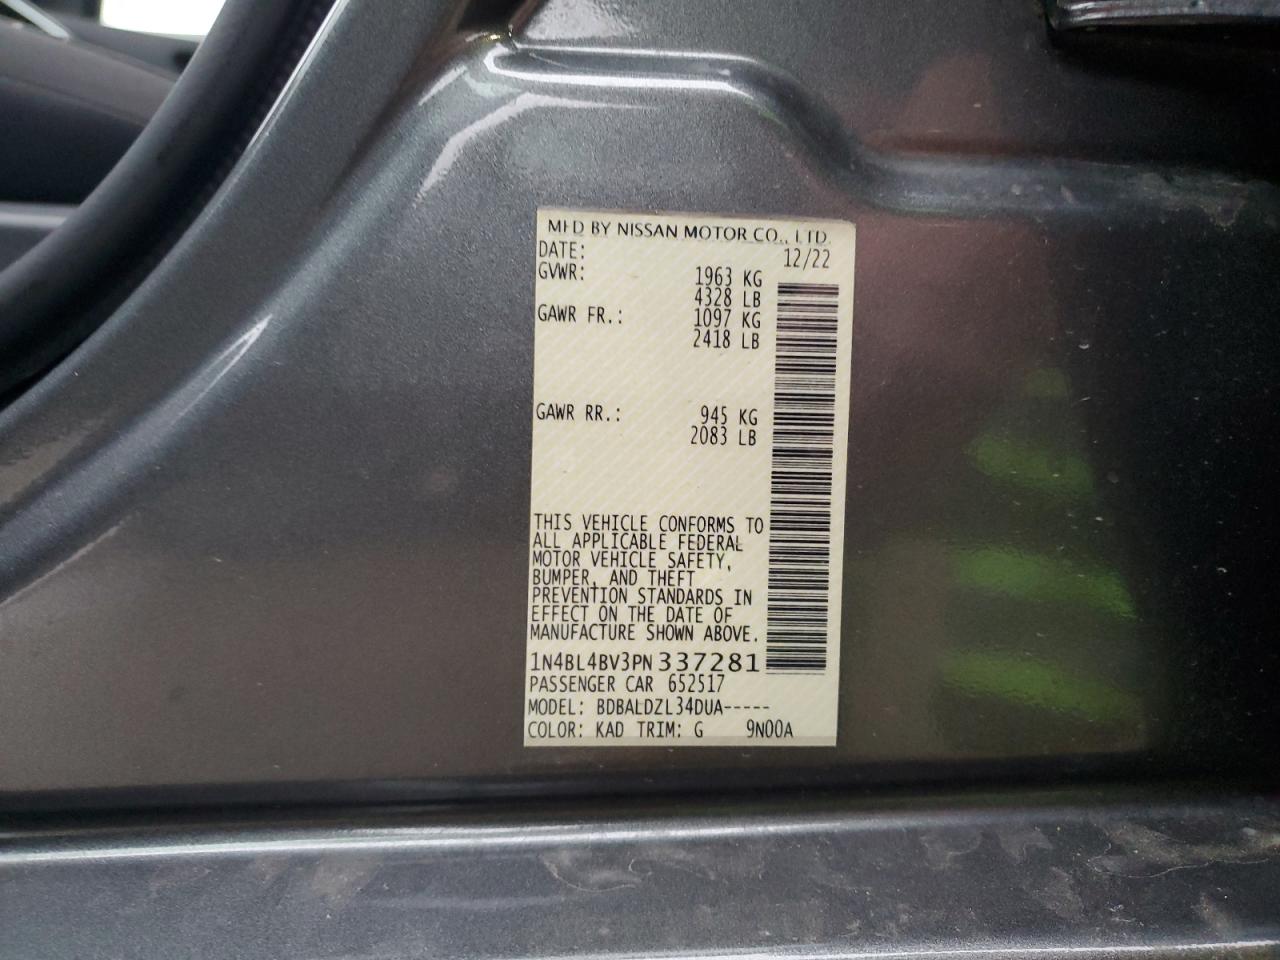 MFD BY NISSAN MOTOR CO., LTD.
DATE: 12/22
GVWR: 1963 KG
4328 LB
GAWR FR.: 1097 KG
2418 LB
GAWR RR.: 945 KG
2083 LB
THIS VEHICLE CONFORMS TO
ALL APPLICABLE FEDERAL
MOTOR VEHICLE SAFETY,
BUMPER, AND THEFT
PREVENTION STANDARDS IN
EFFECT ON THE DATE OF
MANUFACTURE SHOWN ABOVE.
1N4BL4BV3PN337281
PASSENGER CAR 652517
MODEL: BDBALDZL34DUA-----
COLOR: KAD TRIM: G 9N00A